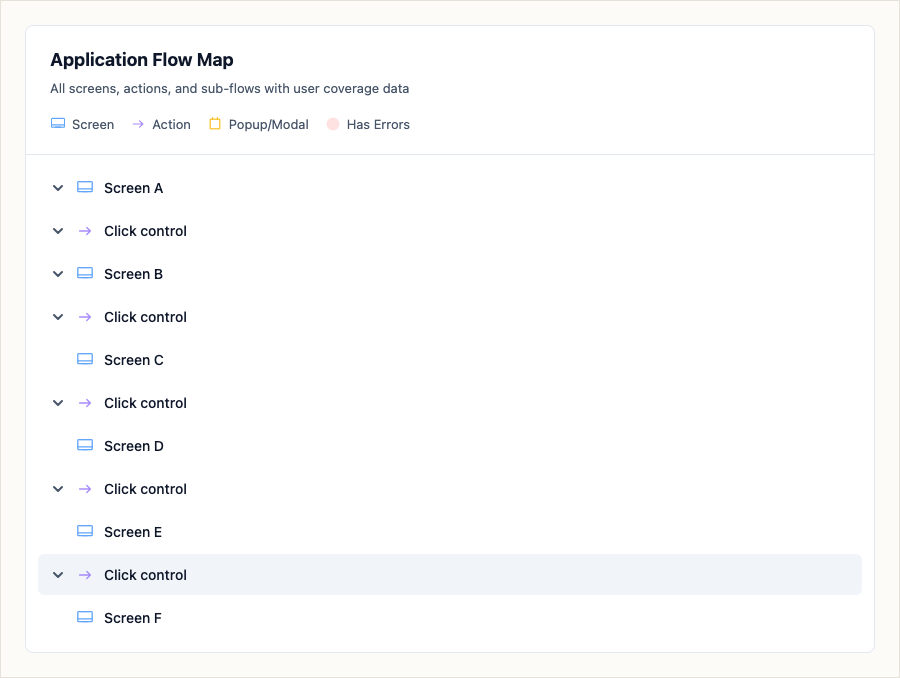 Application Flow Map
All screens, actions, and sub-flows with user coverage data
Screen Action Popup/Modal Has Errors
Screen A
Click control
Screen B
Click control
Screen C
Click control
Screen D
Click control
Screen E
Click control
Screen F